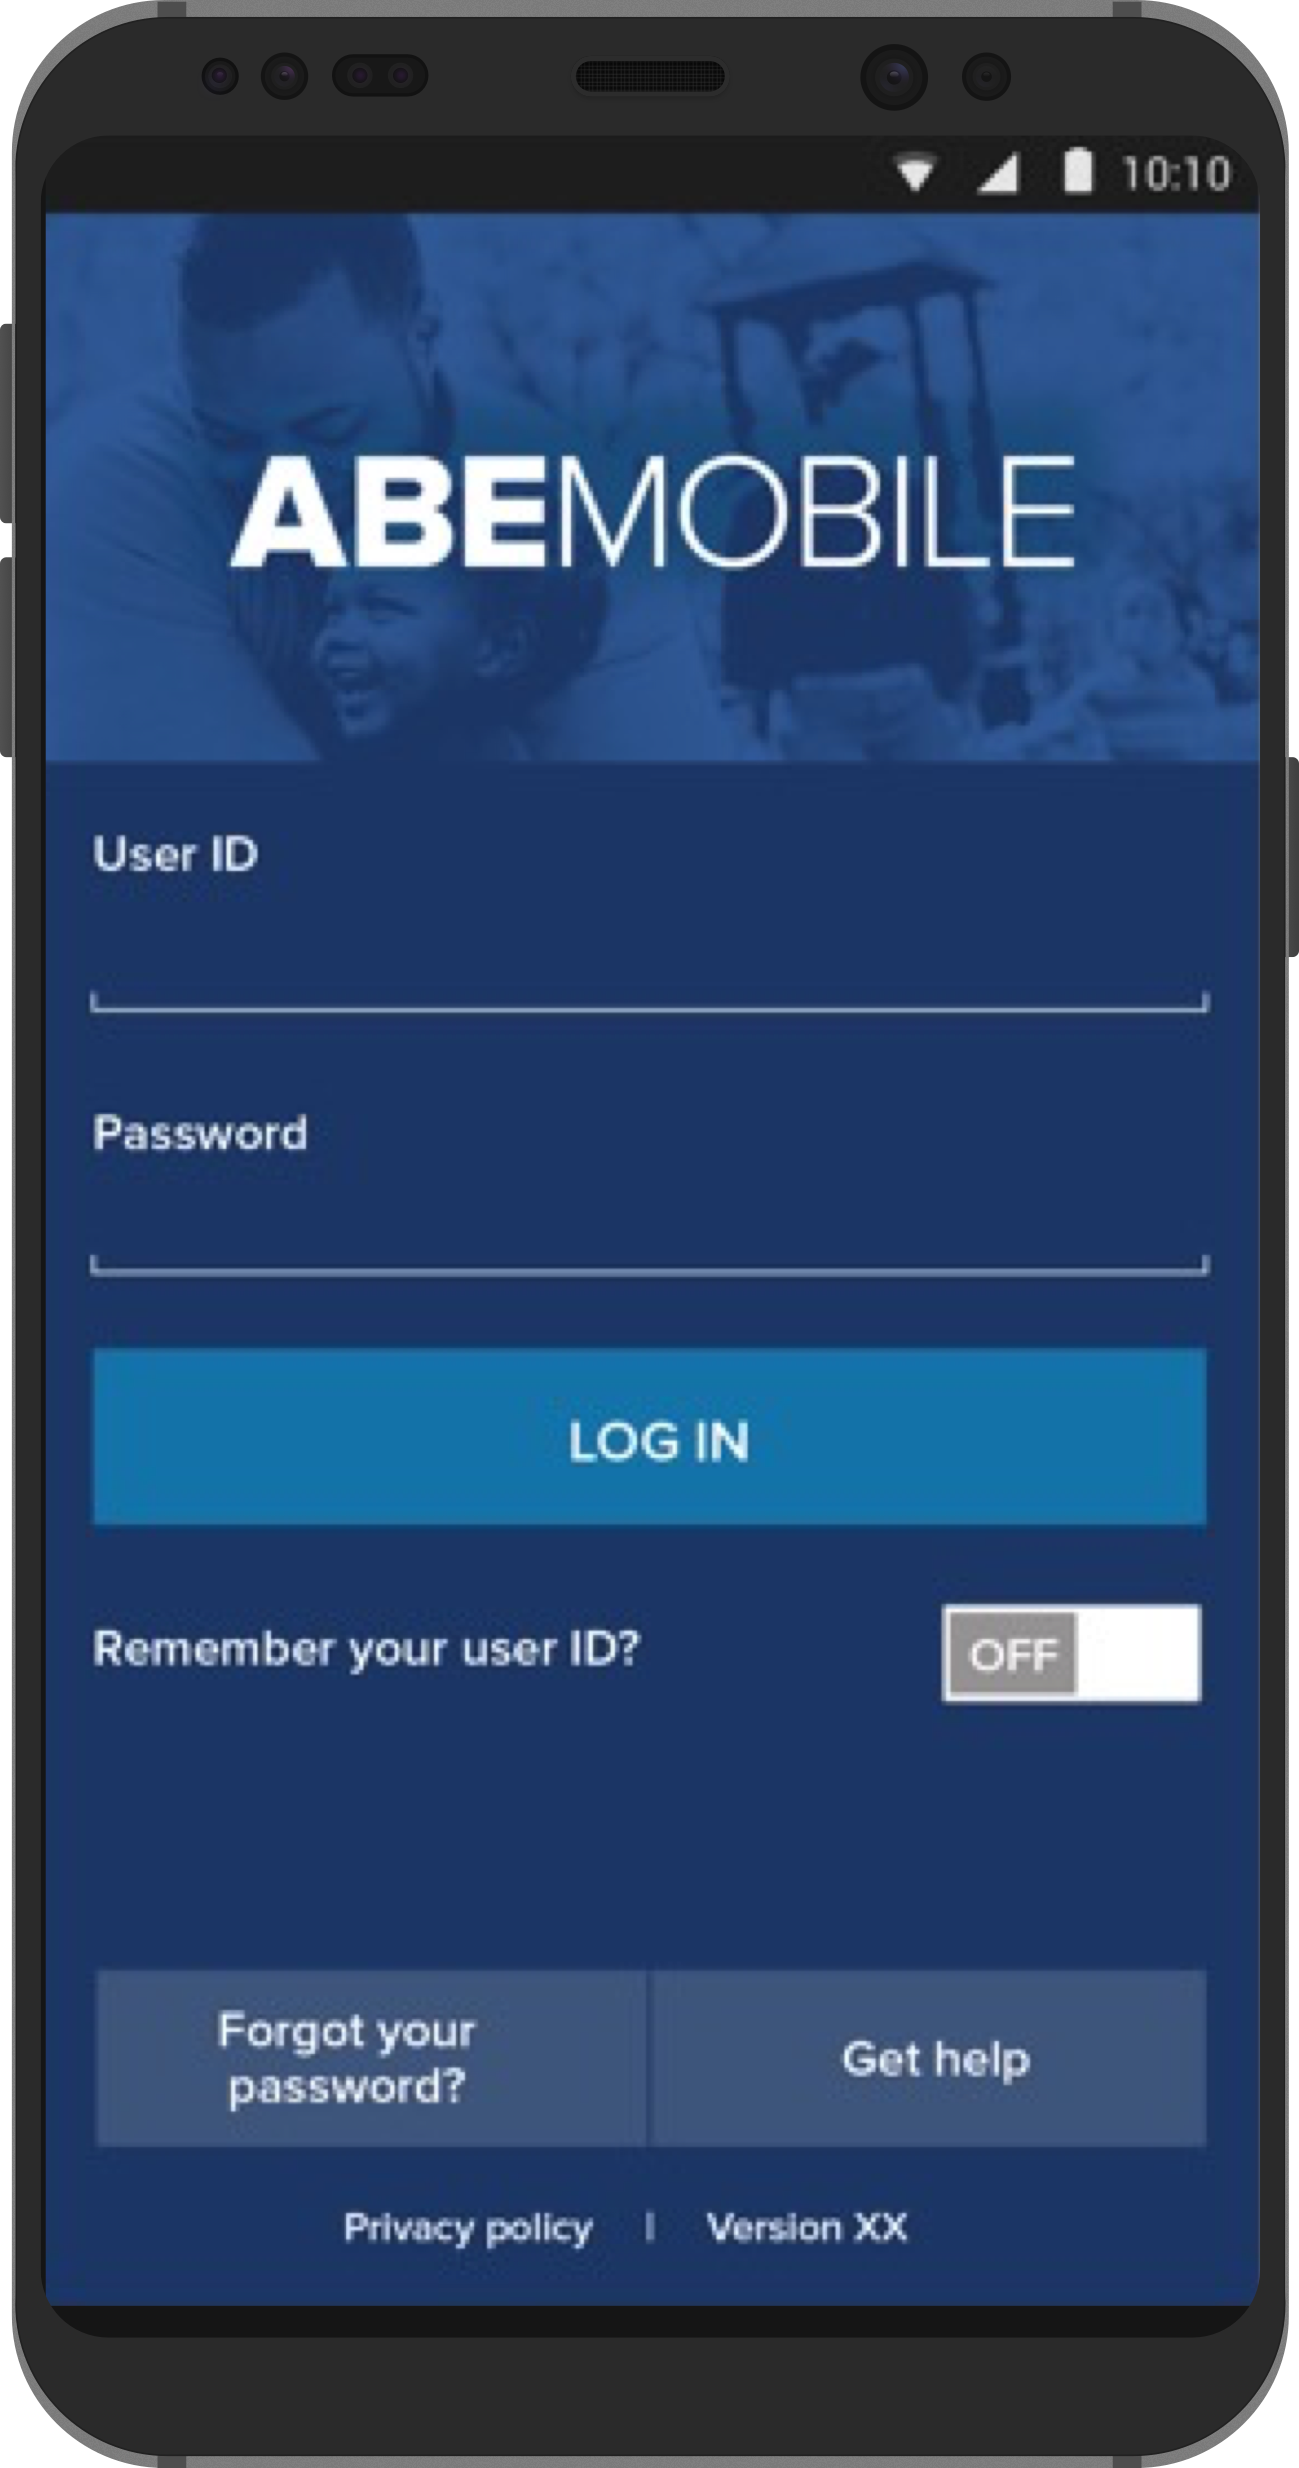 10:10
ABEMOBILE
User ID
Password
LOG IN
Remember your user ID?
OFF
Forgot your
password?
Get help
Privacy policy | Version XX